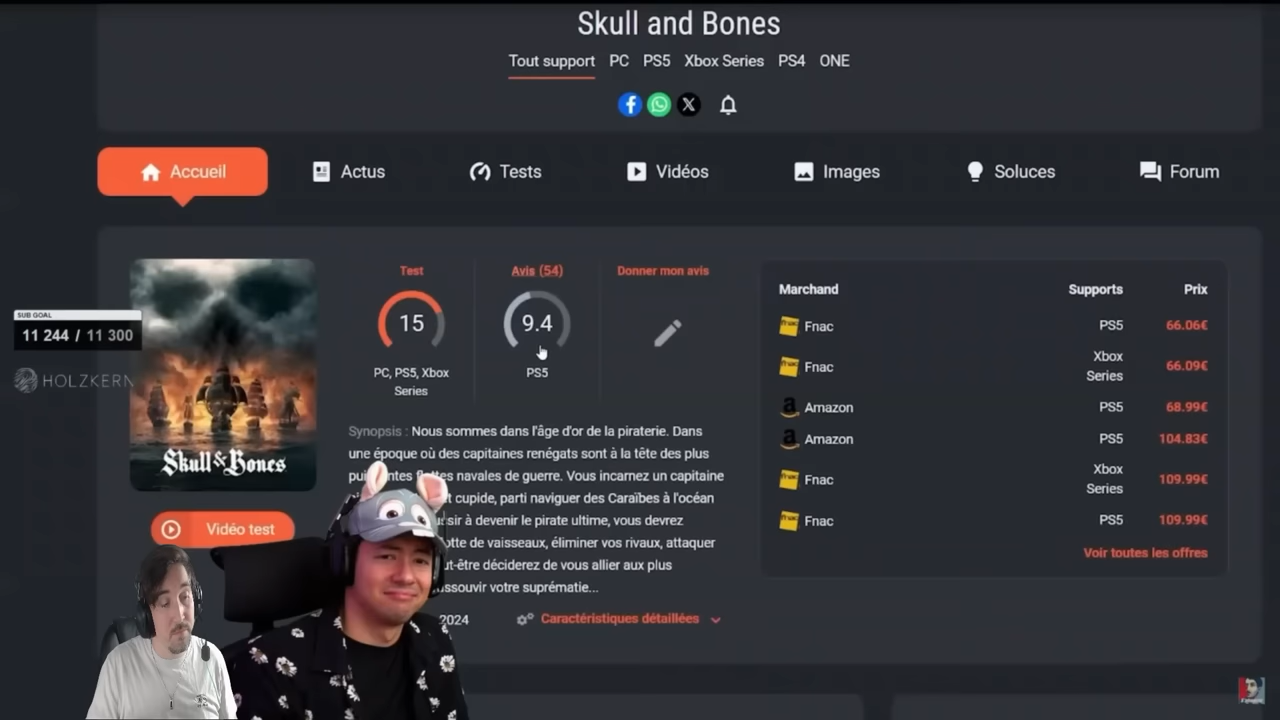 Skull and Bones
Tout support PC PS5 Xbox Series PS4 ONE
Accueil Actus Tests Vidéos Images Soluces Forum
SUB GOAL
11 244 / 11 300
HOLZKERN
Skull & Bones
Vidéo test
Test
15
PC, PS5, Xbox
Series
Avis (54)
9.4
PS5
Donner mon avis
Synopsis : Nous sommes dans l'âge d'or de la piraterie. Dans
une époque où des capitaines renégats sont à la tête des plus
flottes navales de guerre. Vous incarnez un capitaine
t cupide, parti naviguer des Caraïbes à l'océan
sir à devenir le pirate ultime, vous devrez
otte de vaisseaux, éliminer vos rivaux, attaquer
ut-être déciderez de vous allier aux plus
ssouvir votre suprématie...
2024 Caractéristiques détaillées
Marchand Supports Prix
Fnac PS5 66.06€
Fnac Xbox Series 66.09€
Amazon PS5 68.99€
Amazon PS5 104.83€
Fnac Xbox Series 109.99€
Fnac PS5 109.99€
Voir toutes les offres